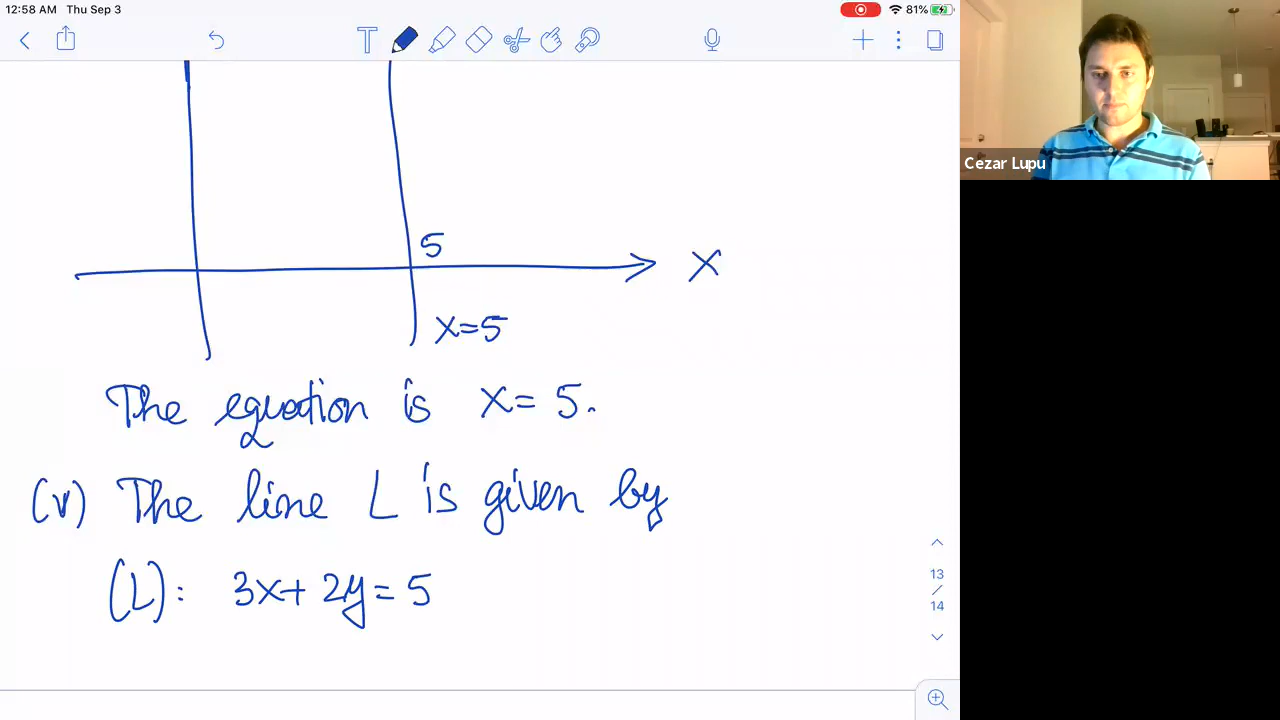 12:58 AM Thu Sep 3
81%
T
Cezar Lupu
5
X
x=5
The equation is x = 5.
(v) The line L is given by
(L): 3x + 2y = 5
13
/
14